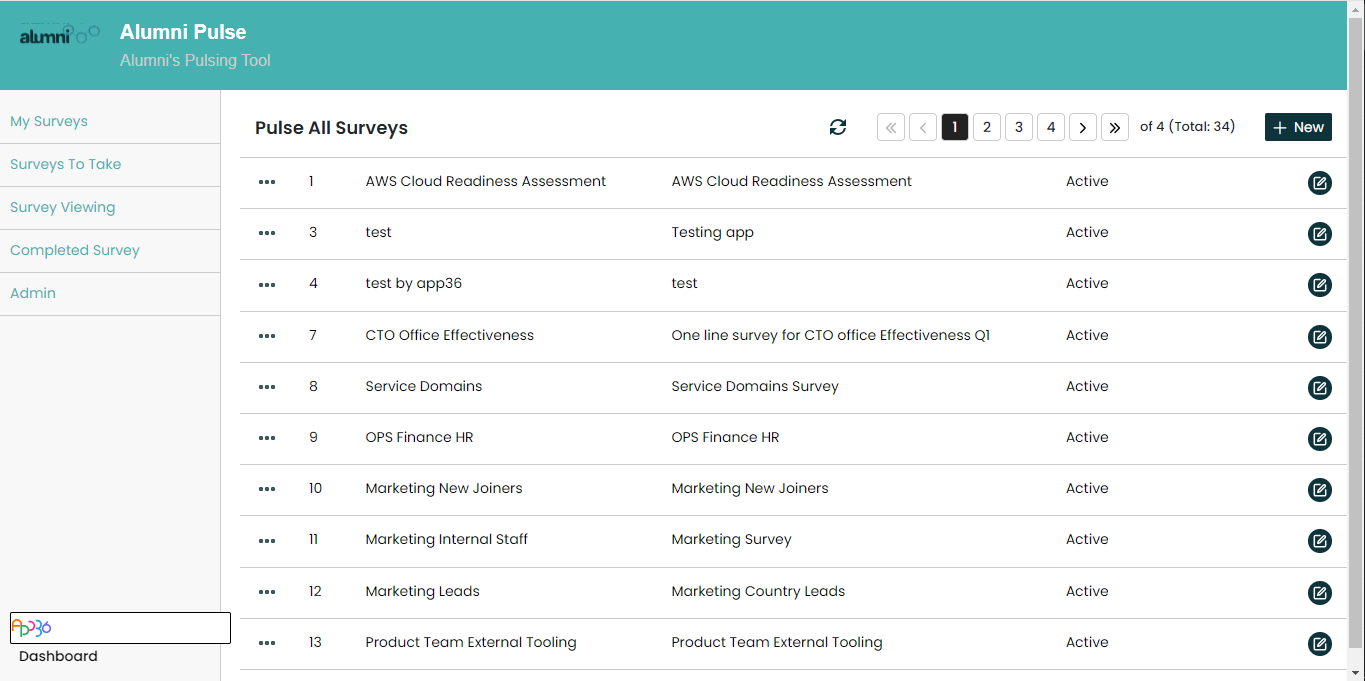 alumni
Alumni Pulse
Alumni's Pulsing Tool
My Surveys
Surveys To Take
Survey Viewing
Completed Survey
Admin
App36
Dashboard
Pulse All Surveys
« ‹ 1 2 3 4 › » of 4 (Total: 34) + New
1 AWS Cloud Readiness Assessment AWS Cloud Readiness Assessment Active
3 test Testing app Active
4 test by app36 test Active
7 CTO Office Effectiveness One line survey for CTO office Effectiveness Q1 Active
8 Service Domains Service Domains Survey Active
9 OPS Finance HR OPS Finance HR Active
10 Marketing New Joiners Marketing New Joiners Active
11 Marketing Internal Staff Marketing Survey Active
12 Marketing Leads Marketing Country Leads Active
13 Product Team External Tooling Product Team External Tooling Active